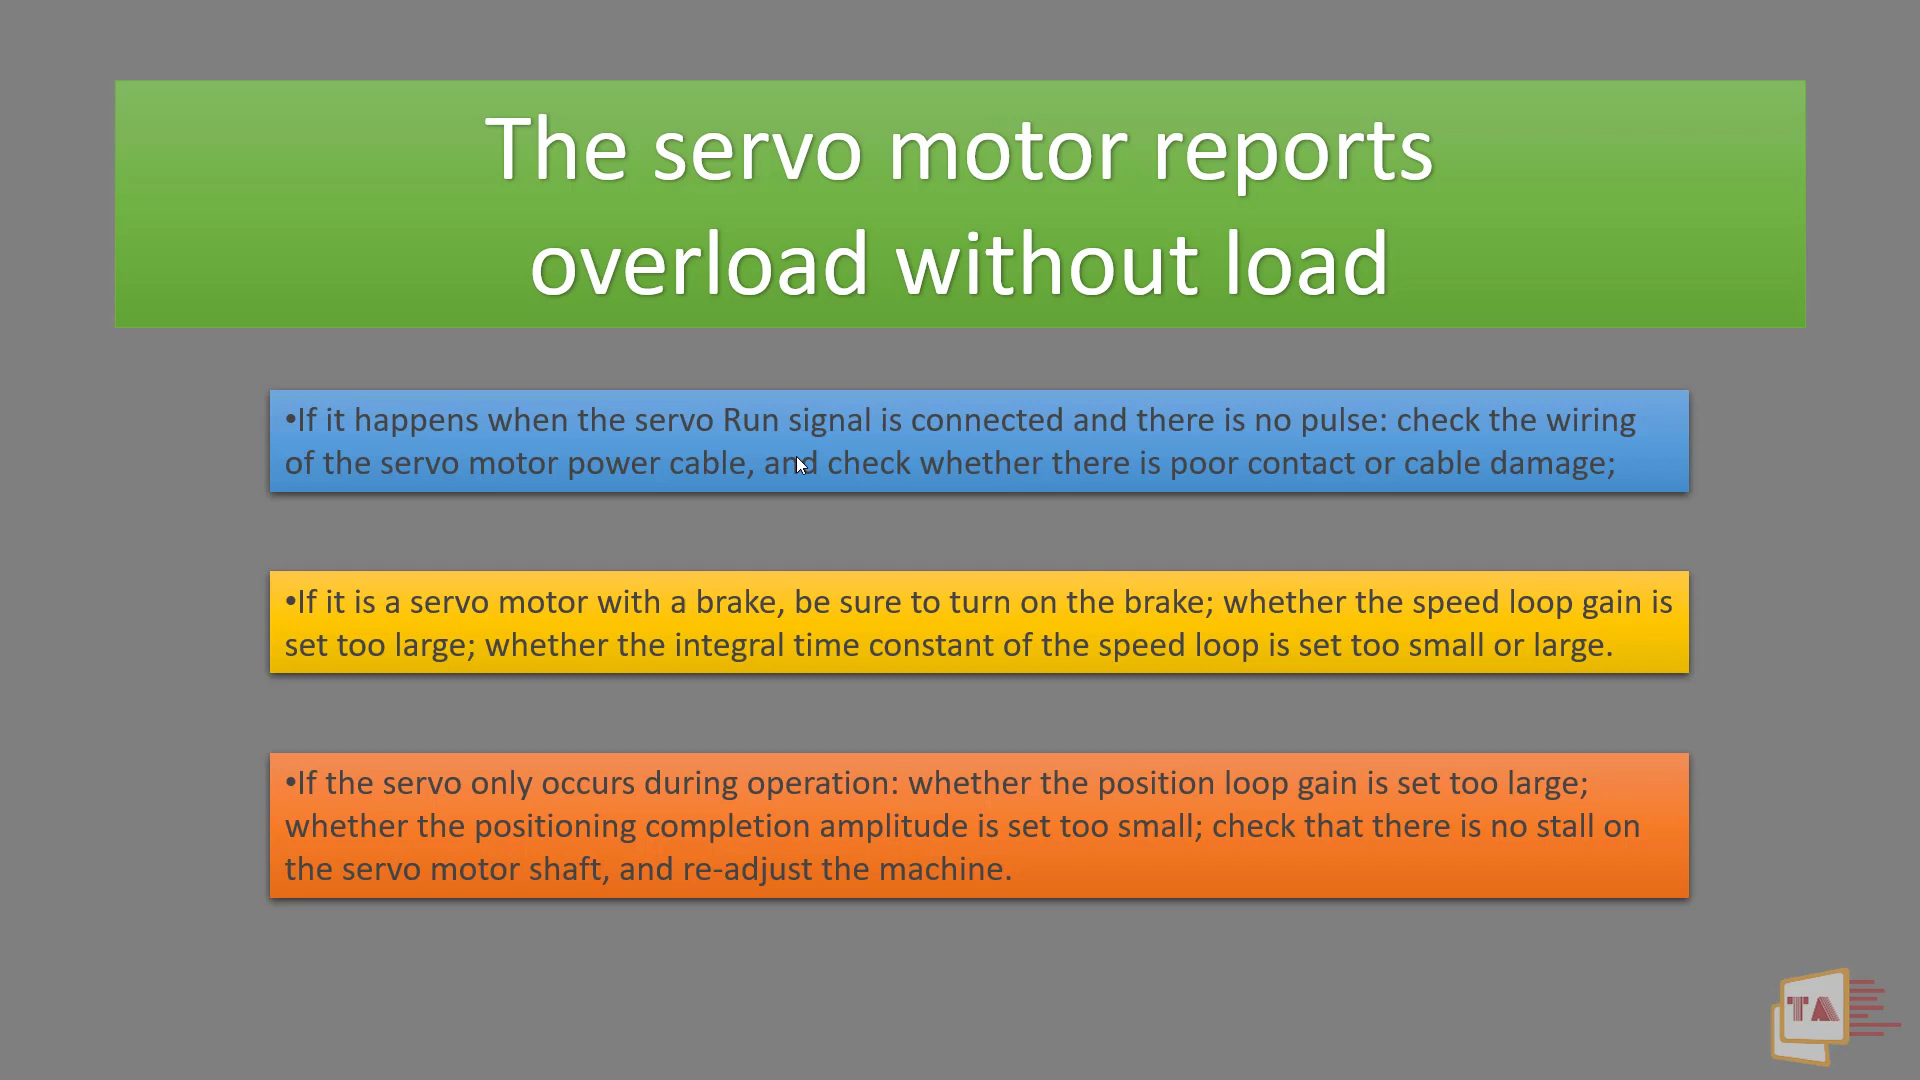 The servo motor reports
overload without load
•If it happens when the servo Run signal is connected and there is no pulse: check the wiring
of the servo motor power cable, and check whether there is poor contact or cable damage;
•If it is a servo motor with a brake, be sure to turn on the brake; whether the speed loop gain is
set too large; whether the integral time constant of the speed loop is set too small or large.
•If the servo only occurs during operation: whether the position loop gain is set too large;
whether the positioning completion amplitude is set too small; check that there is no stall on
the servo motor shaft, and re-adjust the machine.
TA